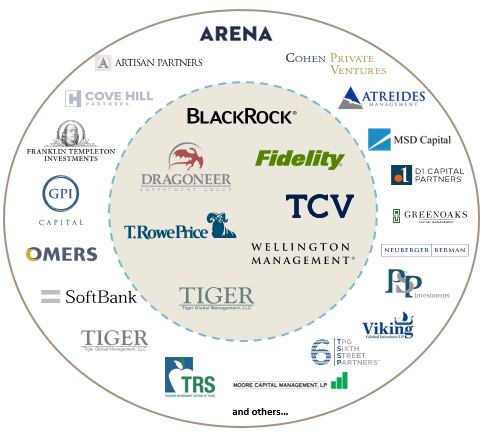 ARENA
A ARTISAN PARTNERS
COHEN PRIVATE
VENTURES
COVE HILL
PARTNERS
ATREIDES
MANAGEMENT
BLACKROCK®
FRANKLIN TEMPLETON
INVESTMENTS
MSD Capital
DRAGONEER
INVESTMENT GROUP
Fidelity
D1 CAPITAL
PARTNERS
GPI
CAPITAL
TCV
GREENOAKS
T.RowePrice
OMERS
WELLINGTON
MANAGEMENT®
NEUBERGER BERMAN
PSP
Investments
SoftBank
TIGER
Tiger Global Management, LLC
Viking
Global Investors LP
TIGER
Tiger Global Management, LLC
6 TPG
SIXTH
STREET
PARTNERS
TRS
MOORE CAPITAL MANAGEMENT, LP
and others...